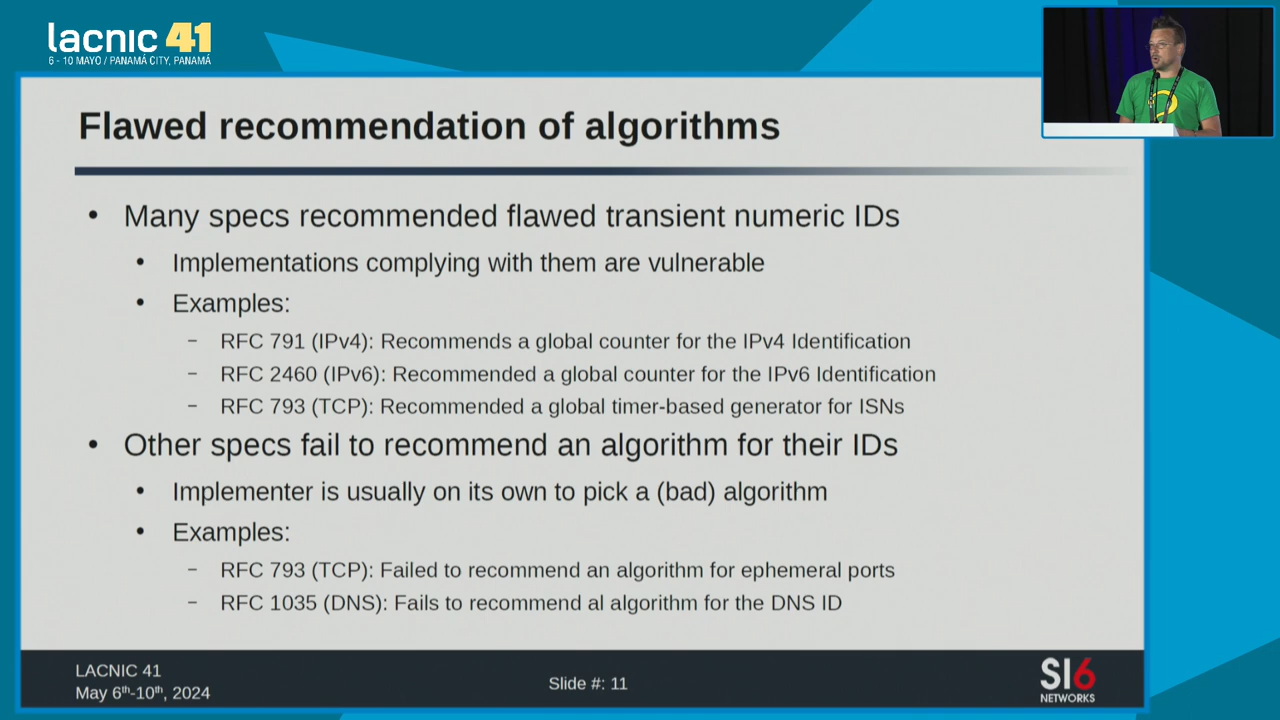 lacnic 41
6 - 10 MAYO / PANAMÁ CITY, PANAMÁ
Flawed recommendation of algorithms
• Many specs recommended flawed transient numeric IDs
• Implementations complying with them are vulnerable
• Examples:
– RFC 791 (IPv4): Recommends a global counter for the IPv4 Identification
– RFC 2460 (IPv6): Recommended a global counter for the IPv6 Identification
– RFC 793 (TCP): Recommended a global timer-based generator for ISNs
• Other specs fail to recommend an algorithm for their IDs
• Implementer is usually on its own to pick a (bad) algorithm
• Examples:
– RFC 793 (TCP): Failed to recommend an algorithm for ephemeral ports
– RFC 1035 (DNS): Fails to recommend al algorithm for the DNS ID
LACNIC 41
May 6th-10th, 2024
Slide #: 11
SI6
NETWORKS